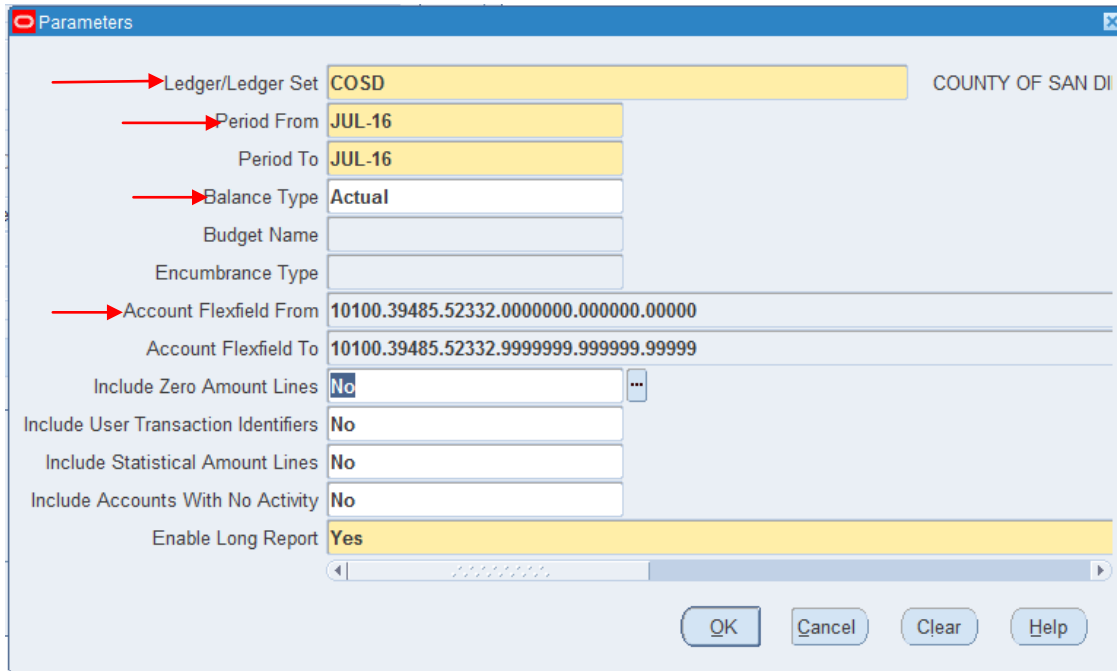 Parameters
Ledger/Ledger Set COSD COUNTY OF SAN DI
Period From JUL-16
Period To JUL-16
Balance Type Actual
Budget Name
Encumbrance Type
Account Flexfield From 10100.39485.52332.0000000.000000.00000
Account Flexfield To 10100.39485.52332.9999999.999999.99999
Include Zero Amount Lines No ...
Include User Transaction Identifiers No
Include Statistical Amount Lines No
Include Accounts With No Activity No
Enable Long Report Yes
OK Cancel Clear Help